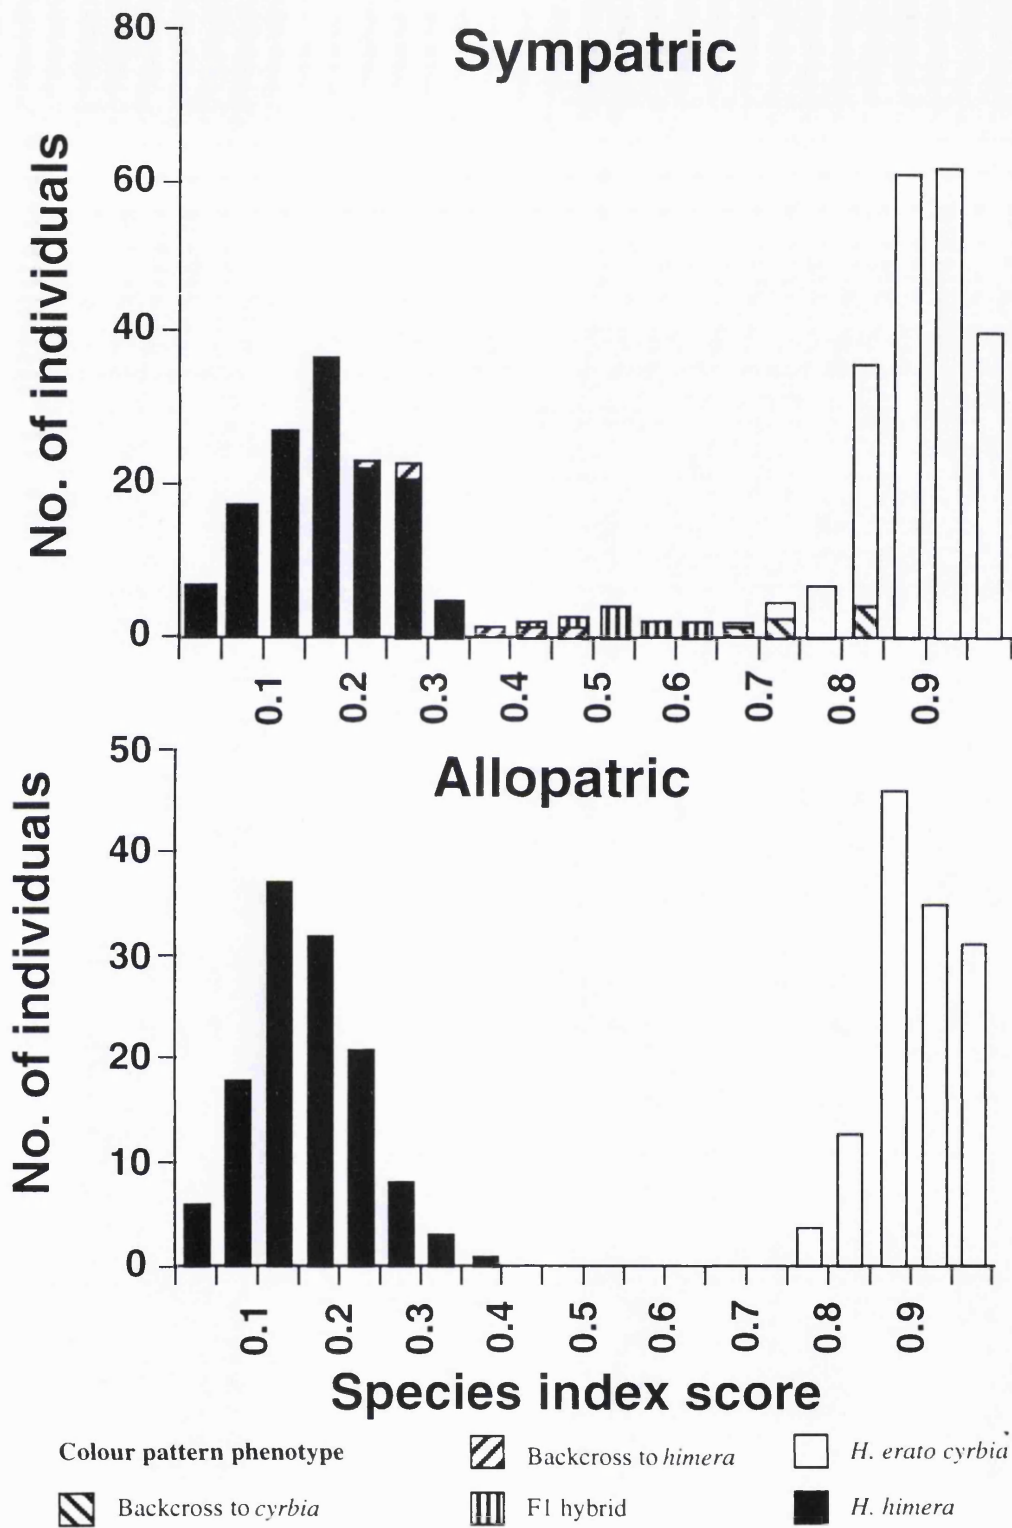 Sympatric
No. of individuals
80
60
40
20
0
0.1 0.2 0.3 0.4 0.5 0.6 0.7 0.8 0.9
Allopatric
No. of individuals
50
40
30
20
10
0
0.1 0.2 0.3 0.4 0.5 0.6 0.7 0.8 0.9
Species index score
Colour pattern phenotype
Backcross to himera
H. erato cyrbia
Backcross to cyrbia
F1 hybrid
H. himera